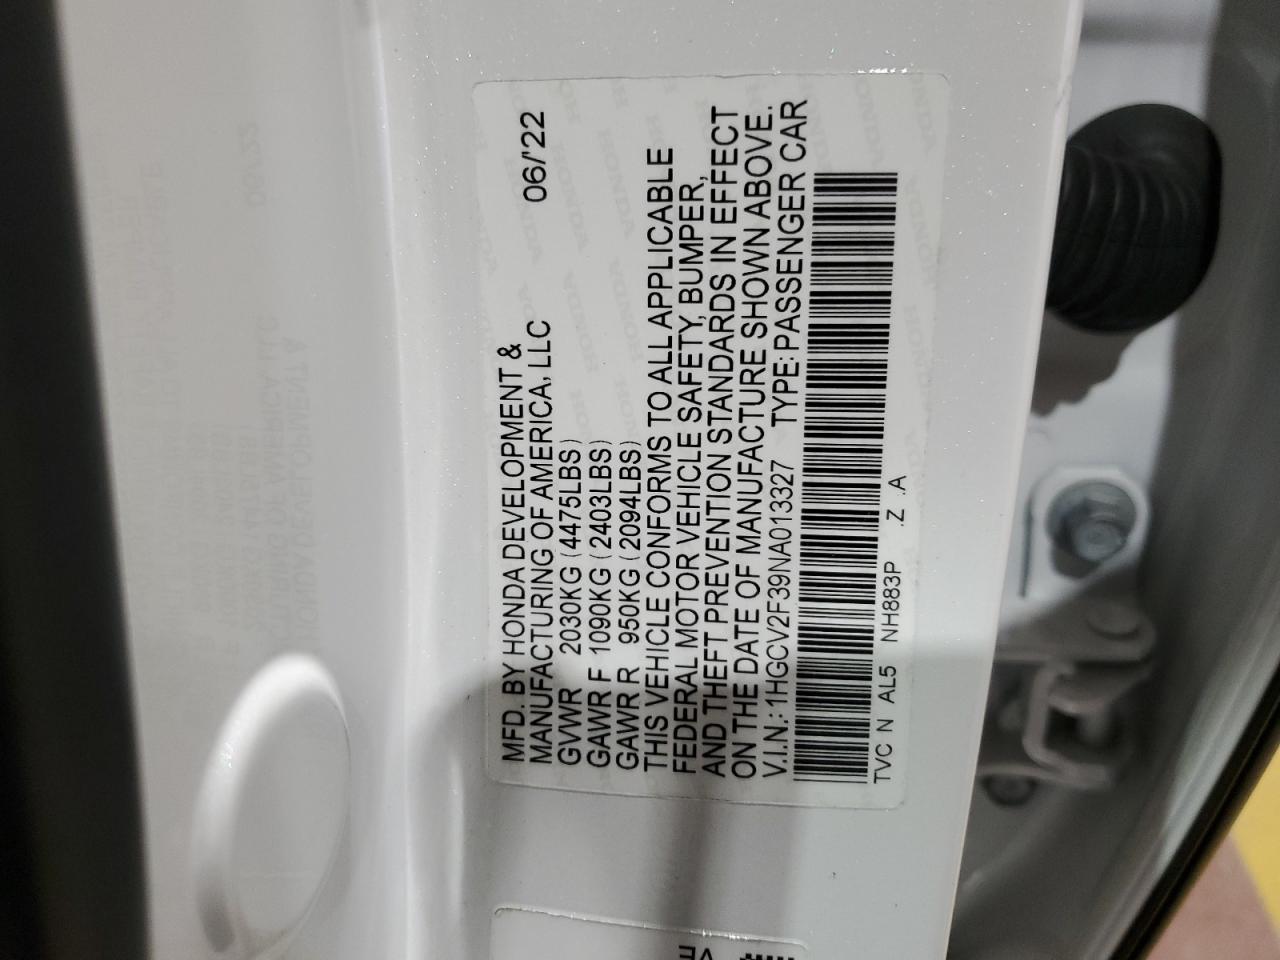 MFD. BY HONDA DEVELOPMENT &
MANUFACTURING OF AMERICA, LLC 06/'22
GVWR 2030KG (4475LBS)
GAWR F 1090KG (2403LBS)
GAWR R 950KG (2094LBS)
THIS VEHICLE CONFORMS TO ALL APPLICABLE
FEDERAL MOTOR VEHICLE SAFETY, BUMPER,
AND THEFT PREVENTION STANDARDS IN EFFECT
ON THE DATE OF MANUFACTURE SHOWN ABOVE.
V.I.N.: 1HGCV2F39NA013327 TYPE: PASSENGER CAR
TVC N AL5 NH883P .Z .A